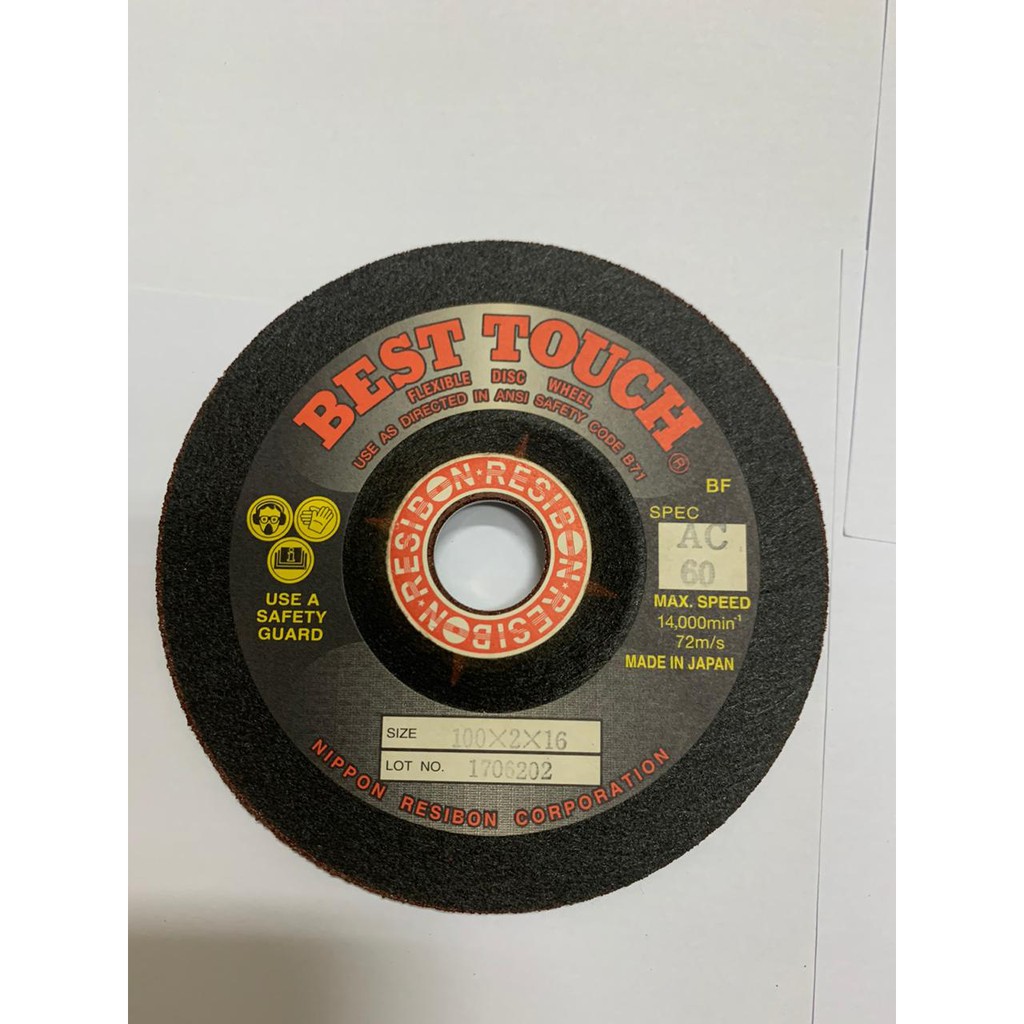 BEST TOUCH®
FLEXIBLE DISC WHEEL
USE AS DIRECTED IN ANSI SAFETY CODE B71
RESIBON★RESIBON★RESIBON★
BF
SPEC
AC
60
MAX. SPEED
14,000min⁻¹
72m/s
MADE IN JAPAN
USE A
SAFETY
GUARD
SIZE 100×2×16
LOT NO. 1706202
NIPPON RESIBON CORPORATION